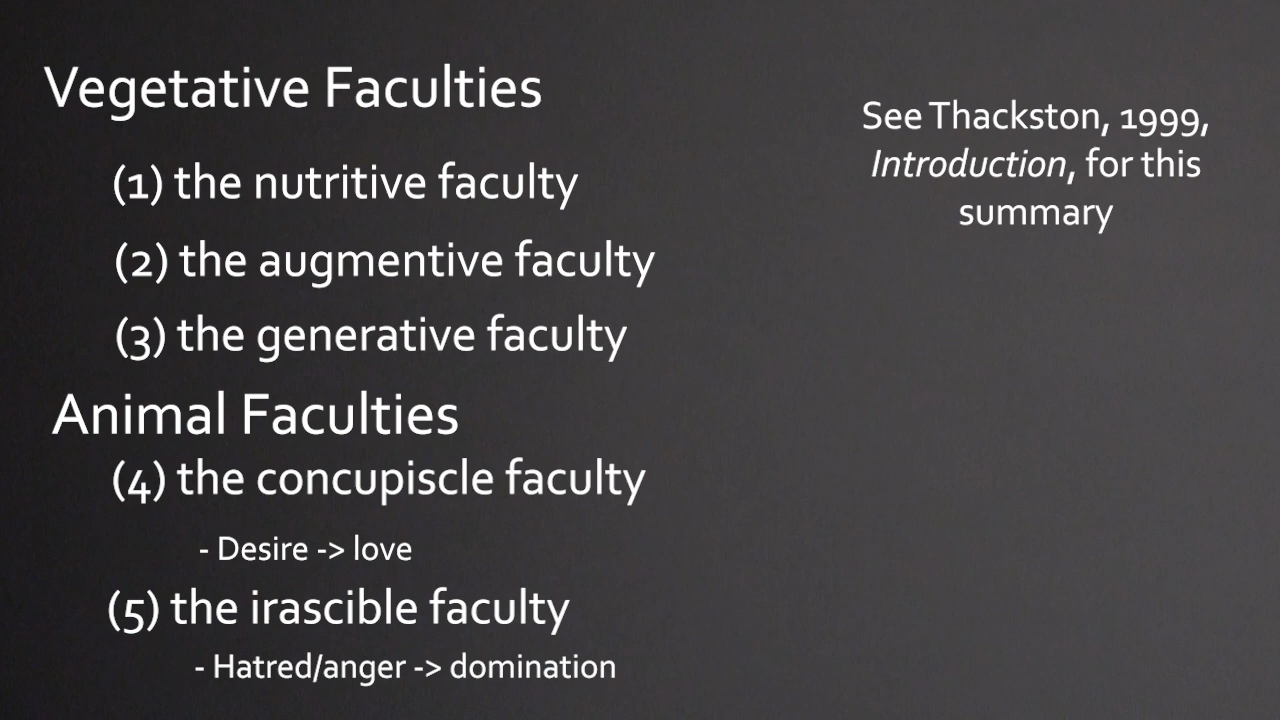 Vegetative Faculties
(1) the nutritive faculty
(2) the augmentive faculty
(3) the generative faculty
Animal Faculties
(4) the concupiscle faculty
- Desire -> love
(5) the irascible faculty
- Hatred/anger -> domination
See Thackston, 1999,
Introduction, for this
summary